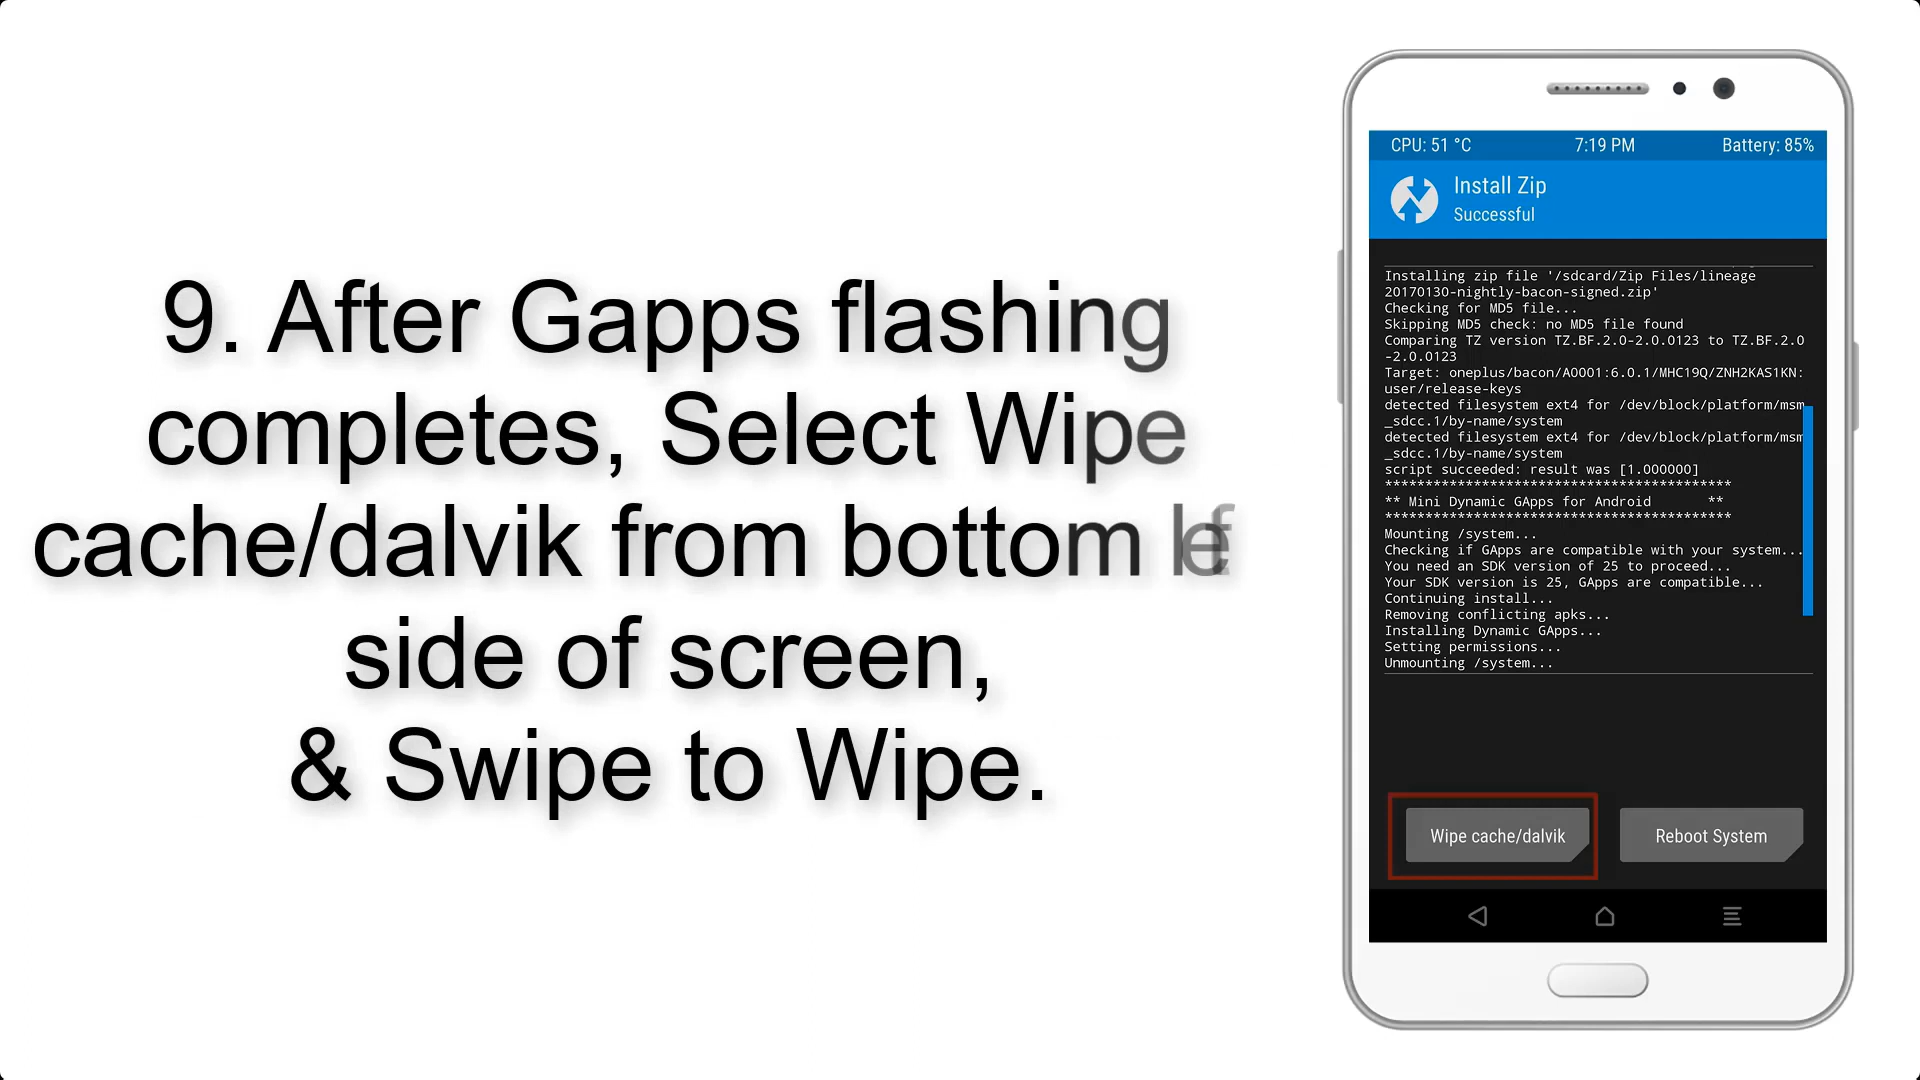 9. After Gapps flashing
completes, Select Wipe
cache/dalvik from bottom lef
side of screen,
& Swipe to Wipe.
CPU: 51 °C 7:19 PM Battery: 85%
Install Zip
Successful
Installing zip file '/sdcard/Zip Files/lineage
20170130-nightly-bacon-signed.zip'
Checking for MD5 file...
Skipping MD5 check: no MD5 file found
Comparing TZ version TZ.BF.2.0-2.0.0123 to TZ.BF.2.0
-2.0.0123
Target: oneplus/bacon/A0001:6.0.1/MHC19Q/ZNH2KAS1KN:
user/release-keys
detected filesystem ext4 for /dev/block/platform/msm
_sdcc.1/by-name/system
detected filesystem ext4 for /dev/block/platform/msm
_sdcc.1/by-name/system
script succeeded: result was [1.000000]
*******************************************
** Mini Dynamic GApps for Android **
*******************************************
Mounting /system...
Checking if GApps are compatible with your system...
You need an SDK version of 25 to proceed...
Your SDK version is 25, GApps are compatible...
Continuing install...
Removing conflicting apks...
Installing Dynamic GApps...
Setting permissions...
Unmounting /system...
Wipe cache/dalvik Reboot System